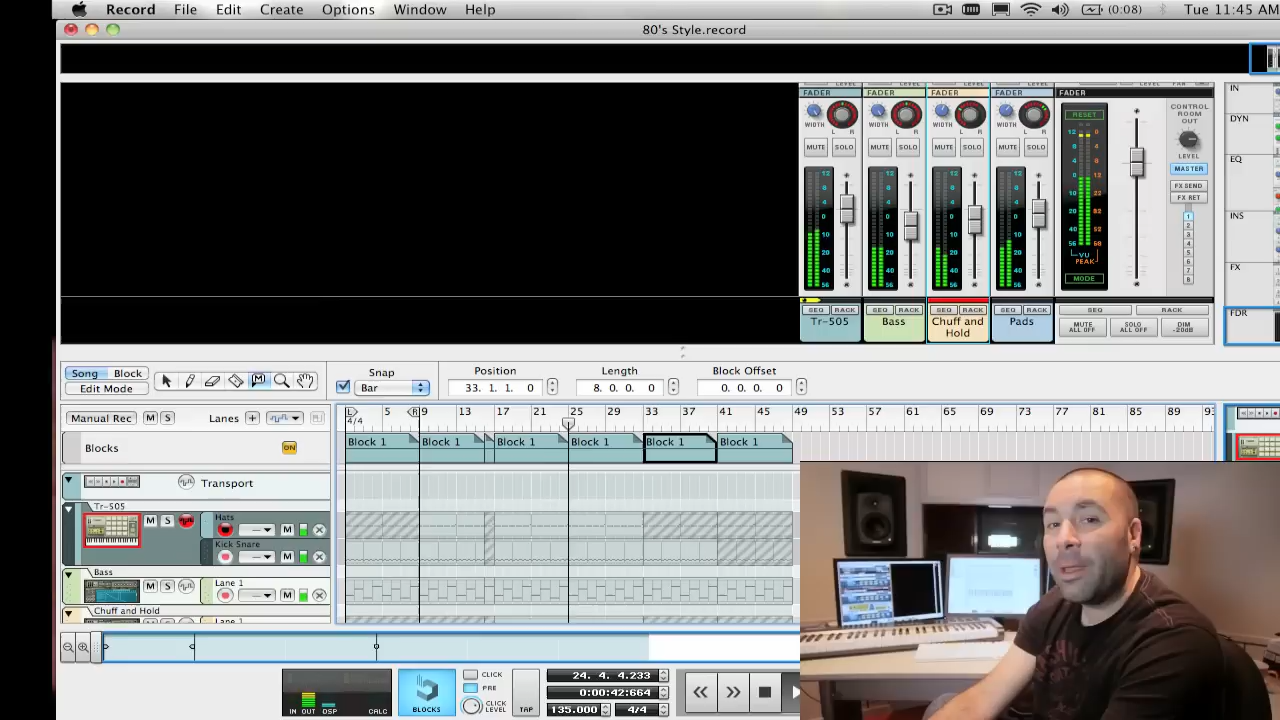 Record File Edit Create Options Window Help (0:08) Tue 11:45 AM
80's Style.record
FADER FADER FADER FADER FADER
WIDTH WIDTH WIDTH WIDTH RESET CONTROL ROOM OUT
L R L R L R L R LEVEL
MUTE SOLO MUTE SOLO MUTE SOLO MUTE SOLO MASTER
FX SEND
FX RET
VU
PEAK
MODE
SEQ RACK SEQ RACK SEQ RACK SEQ RACK SEQ RACK
Tr-505 Bass Chuff and Hold Pads MUTE ALL OFF SOLO ALL OFF DIM -20dB
IN
DYN
EQ
INS
FX
FDR
Song Block Snap Position Length Block Offset
Edit Mode Bar 33. 1. 1. 0 8. 0. 0. 0 0. 0. 0. 0
Manual Rec M S Lanes + L 5 R 9 13 17 21 25 29 33 37 41 45 49 53 57 61 65 69 73 77 81 85 89 93
4/4
Blocks ON Block 1 Block 1 Block 1 Block 1 Block 1 Block 1
Transport
Tr-505
M S Hats
M
Kick Snare
M
Bass
M S Lane 1
M
Chuff and Hold
Lane 1
IN OUT DSP CALC BLOCKS CLICK PRE CLICK LEVEL TAP
24. 4. 4.233
0:00:42:664
135.000 4/4